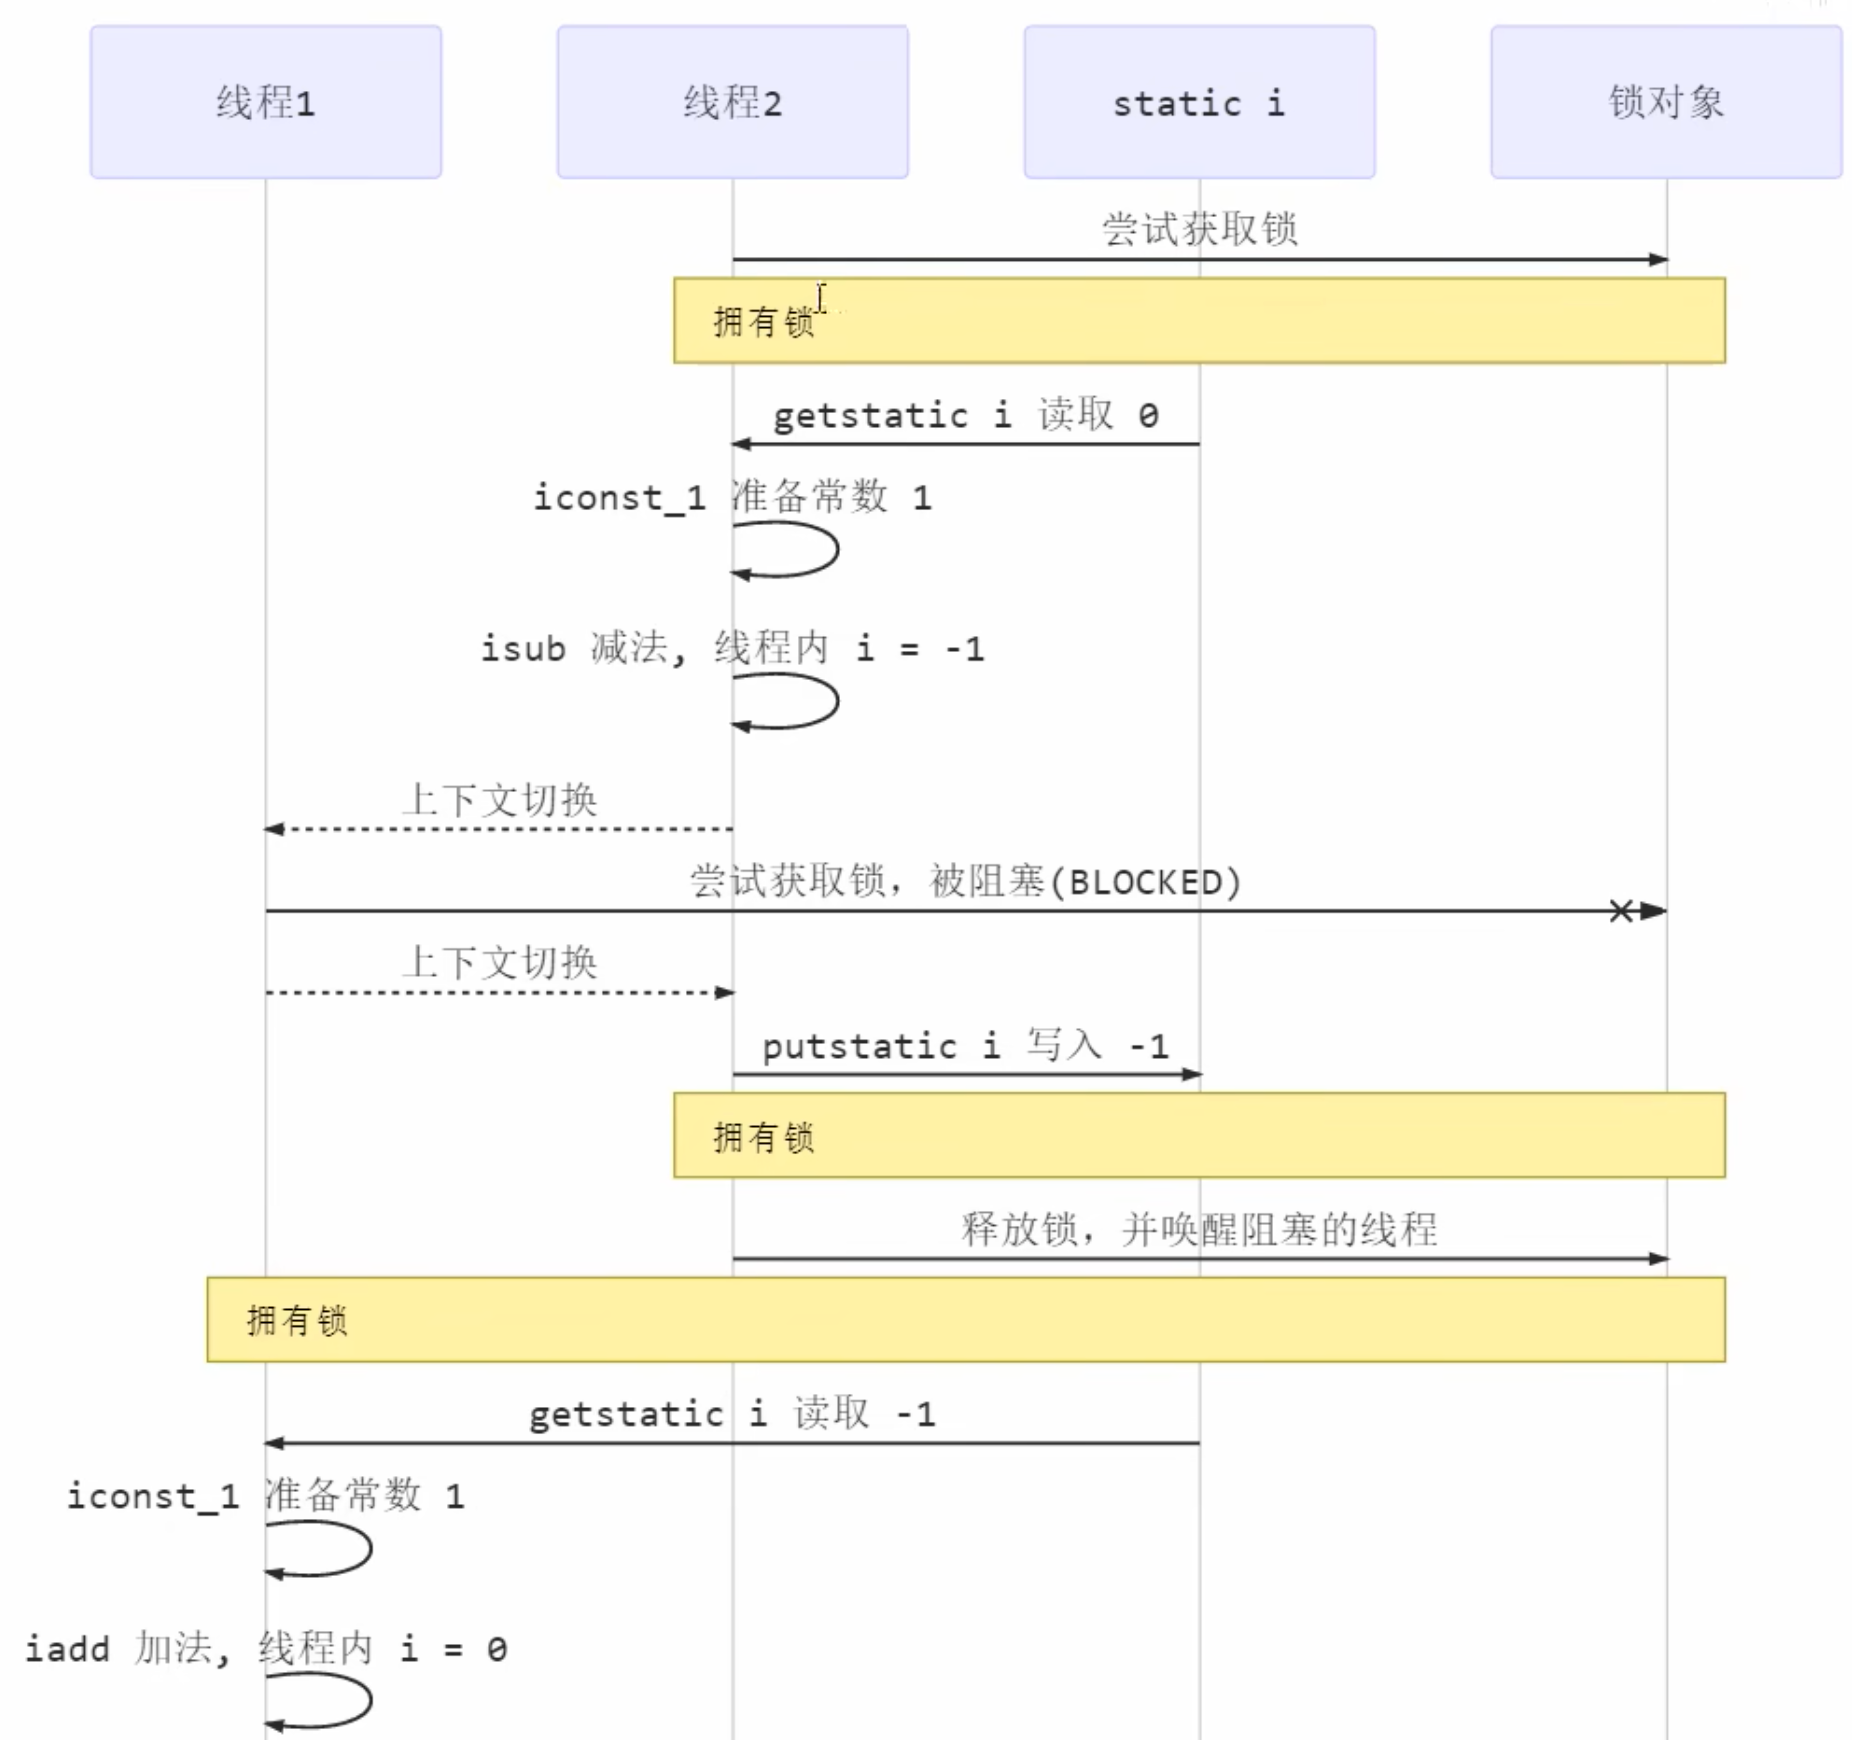 线程1
线程2
static i
锁对象
尝试获取锁
拥有锁
getstatic i 读取 0
iconst_1 准备常数 1
isub 减法, 线程内 i = -1
上下文切换
尝试获取锁，被阻塞(BLOCKED)
上下文切换
putstatic i 写入 -1
拥有锁
释放锁，并唤醒阻塞的线程
拥有锁
getstatic i 读取 -1
iconst_1 准备常数 1
iadd 加法, 线程内 i = 0